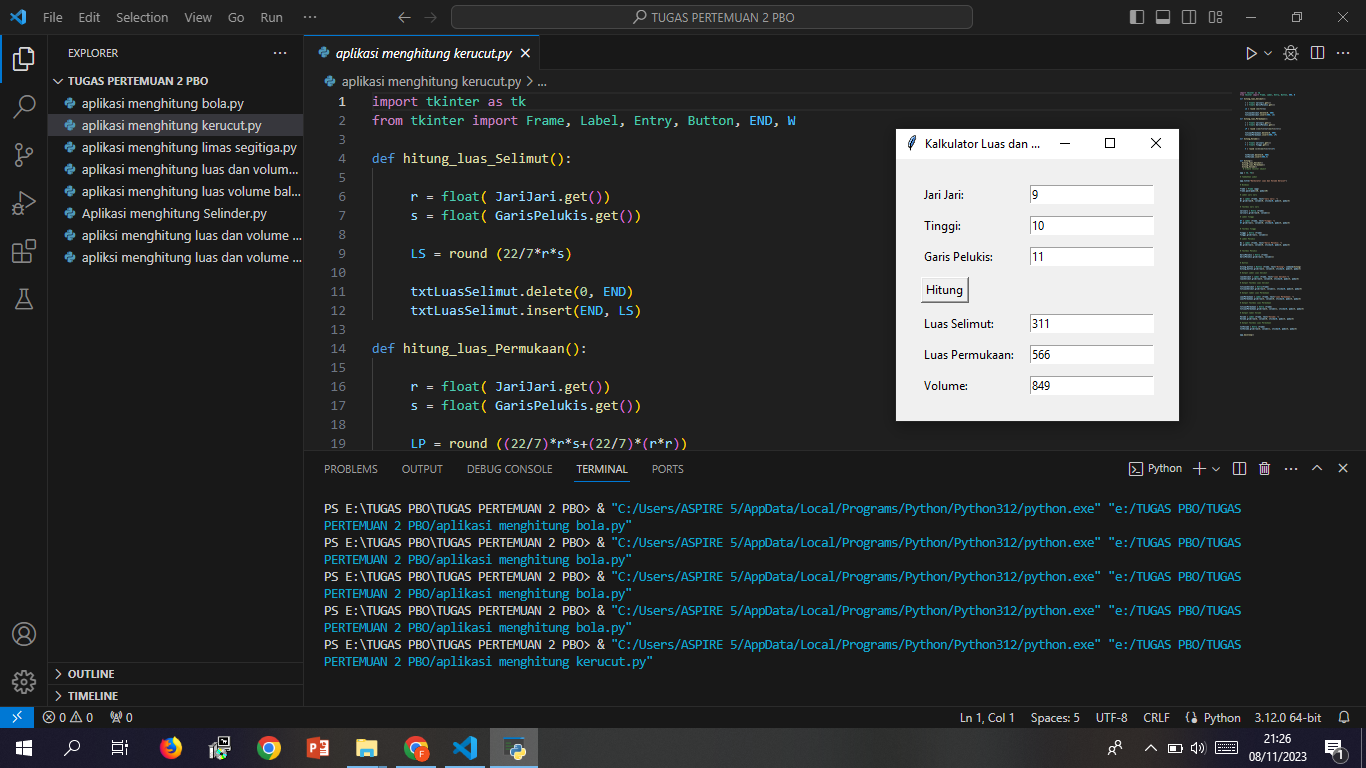 File Edit Selection View Go Run ··· TUGAS PERTEMUAN 2 PBO
EXPLORER
TUGAS PERTEMUAN 2 PBO
aplikasi menghitung bola.py
aplikasi menghitung kerucut.py
aplikasi menghitung limas segitiga.py
aplikasi menghitung luas dan volum...
aplikasi menghitung luas volume bal...
Aplikasi menghitung Selinder.py
apliksi menghitung luas dan volume ...
apliksi menghitung luas dan volume ...
OUTLINE
TIMELINE
aplikasi menghitung kerucut.py
aplikasi menghitung kerucut.py > ...
1 import tkinter as tk
2 from tkinter import Frame, Label, Entry, Button, END, W
3
4 def hitung_luas_Selimut():
5
6 r = float( JariJari.get())
7 s = float( GarisPelukis.get())
8
9 LS = round (22/7*r*s)
10
11 txtLuasSelimut.delete(0, END)
12 txtLuasSelimut.insert(END, LS)
13
14 def hitung_luas_Permukaan():
15
16 r = float( JariJari.get())
17 s = float( GarisPelukis.get())
18
19 LP = round ((22/7)*r*s+(22/7)*(r*r))
Kalkulator Luas dan ...
Jari Jari: 9
Tinggi: 10
Garis Pelukis: 11
Hitung
Luas Selimut: 311
Luas Permukaan: 566
Volume: 849
PROBLEMS OUTPUT DEBUG CONSOLE TERMINAL PORTS Python
PS E:\TUGAS PBO\TUGAS PERTEMUAN 2 PBO> & "C:/Users/ASPIRE 5/AppData/Local/Programs/Python/Python312/python.exe" "e:/TUGAS PBO/TUGAS
PERTEMUAN 2 PBO/aplikasi menghitung bola.py"
PS E:\TUGAS PBO\TUGAS PERTEMUAN 2 PBO> & "C:/Users/ASPIRE 5/AppData/Local/Programs/Python/Python312/python.exe" "e:/TUGAS PBO/TUGAS
PERTEMUAN 2 PBO/aplikasi menghitung bola.py"
PS E:\TUGAS PBO\TUGAS PERTEMUAN 2 PBO> & "C:/Users/ASPIRE 5/AppData/Local/Programs/Python/Python312/python.exe" "e:/TUGAS PBO/TUGAS
PERTEMUAN 2 PBO/aplikasi menghitung bola.py"
PS E:\TUGAS PBO\TUGAS PERTEMUAN 2 PBO> & "C:/Users/ASPIRE 5/AppData/Local/Programs/Python/Python312/python.exe" "e:/TUGAS PBO/TUGAS
PERTEMUAN 2 PBO/aplikasi menghitung bola.py"
PS E:\TUGAS PBO\TUGAS PERTEMUAN 2 PBO> & "C:/Users/ASPIRE 5/AppData/Local/Programs/Python/Python312/python.exe" "e:/TUGAS PBO/TUGAS
PERTEMUAN 2 PBO/aplikasi menghitung kerucut.py"
0 0 0 Ln 1, Col 1 Spaces: 5 UTF-8 CRLF Python 3.12.0 64-bit
21:26
08/11/2023
1